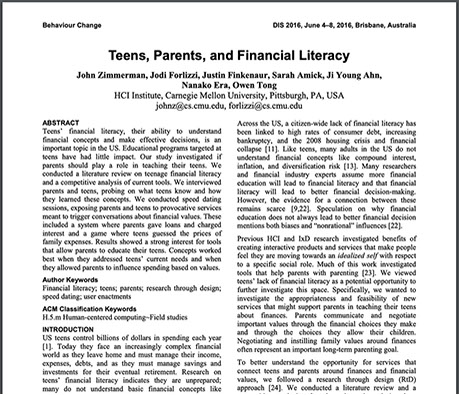 Behaviour Change
DIS 2016, June 4–8, 2016, Brisbane, Australia
Teens, Parents, and Financial Literacy
John Zimmerman, Jodi Forlizzi, Justin Finkenaur, Sarah Amick, Ji Young Ahn,
Nanako Era, Owen Tong
HCI Institute, Carnegie Mellon University, Pittsburgh, PA, USA
johnz@cs.cmu.edu, forlizzi@cs.cmu.edu
ABSTRACT
Teens' financial literacy, their ability to understand
financial concepts and make effective decisions, is an
important topic in the US. Educational programs targeted at
teens have had little impact. Our study investigated if
parents should play a role in teaching their teens. We
conducted a literature review on teenage financial literacy
and a competitive analysis of current tools. We interviewed
parents and teens, probing on what teens know and how
they learned these concepts. We conducted speed dating
sessions, exposing parents and teens to provocative services
meant to trigger conversations about financial values. These
included a system where parents gave loans and charged
interest and a game where teens guessed the prices of
family expenses. Results showed a strong interest for tools
that allow parents to educate their teens. Concepts worked
best when they addressed teens' current needs and when
they allowed parents to influence spending based on values.
Author Keywords
Financial literacy; teens; parents; research through design;
speed dating; user enactments
ACM Classification Keywords
H.5.m Human-centered computing~Field studies
INTRODUCTION
US teens control billions of dollars in spending each year
[1]. Today they face an increasingly complex financial
world as they leave home and must manage their income,
expenses, debts, and as they must manage savings and
investments for their eventual retirement. Research on
teens' financial literacy indicates they are unprepared;
many do not understand basic financial concepts like
Across the US, a citizen-wide lack of financial literacy has
been linked to high rates of consumer debt, increasing
bankruptcy, and the 2008 housing crisis and financial
collapse [11]. Like teens, many adults in the US do not
understand financial concepts like compound interest,
inflation, and diversification risk [13]. Many researchers
and financial industry experts assume more financial
education will lead to financial literacy and that financial
literacy will lead to better financial decision-making.
However, the evidence for a connection between these
remains scarce [9,22]. Speculation on why financial
education does not always lead to better financial decision
mentions both biases and "nonrational" influences [22].
Previous HCI and IxD research investigated benefits of
creating interactive products and services that make people
feel they are moving towards an idealized self with respect
to a specific social role. Much of this work investigated
tools that help parents with parenting [23]. We viewed
teen's lack of financial literacy as a potential opportunity to
further investigate this space. Specifically, we wanted to
investigate the appropriateness and feasibility of new
services that might support parents in teaching their teens
about finances. Parents communicate and negotiate
important values through the financial choices they make
and through the choices they allow their children.
Negotiating and instilling family values around finances
often represent an important long-term parenting goal.
To better understand the opportunity for services that
connect teens and parents around finances and financial
values, we followed a research through design (RtD)
approach [24]. We conducted a literature review and a